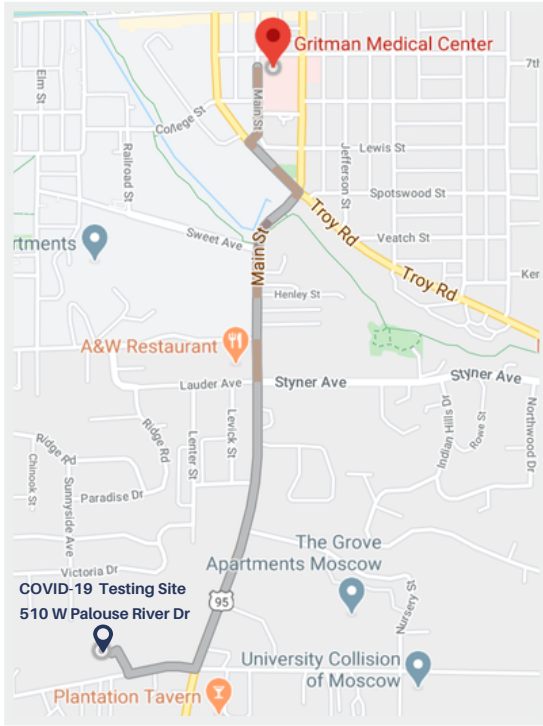 Gritman Medical Center
7th
Elm St
College St
Main St
Railroad St
Lewis St
Jefferson St
Spotswood St
Troy Rd
Sweet Ave
Main St
Veatch St
rtments
Troy Rd
Ker
Henley St
A&W Restaurant
Lauder Ave
Styner Ave
Styner Ave
Ridge Rd
Lenter St
Levick St
Indian Hills Dr
Rowe St
Northwood Dr
Ridge Rd
Chinook St
Sunnyside Ave
Paradise Dr
The Grove
Apartments Moscow
Victoria Dr
COVID-19 Testing Site
510 W Palouse River Dr
95
Nursery St
University Collision
of Moscow
Plantation Tavern